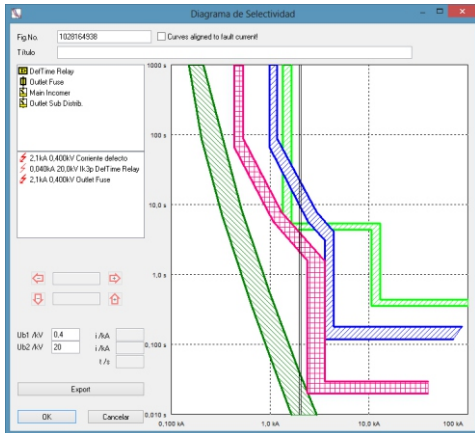 Diagrama de Selectividad
Fig.No.
1028164938
Curves aligned to fault current!
Título
DefTime Relay
Outlet Fuse
Main Incomer
Outlet Sub Distrib.
2,1kA 0,400kV Corriente defecto
0,040kA 20,0kV Ik3p DefTime Relay
2,1kA 0,400kV Outlet Fuse
Ub1 /kV
0,4
i /kA
Ub2 /kV
20
i /kA
t /s
Export
OK
Cancelar
1000 s
100 s
10,0 s
1,0 s
0,100 s
0,010 s
0,100 kA
1,0 kA
10,0 kA
100 kA